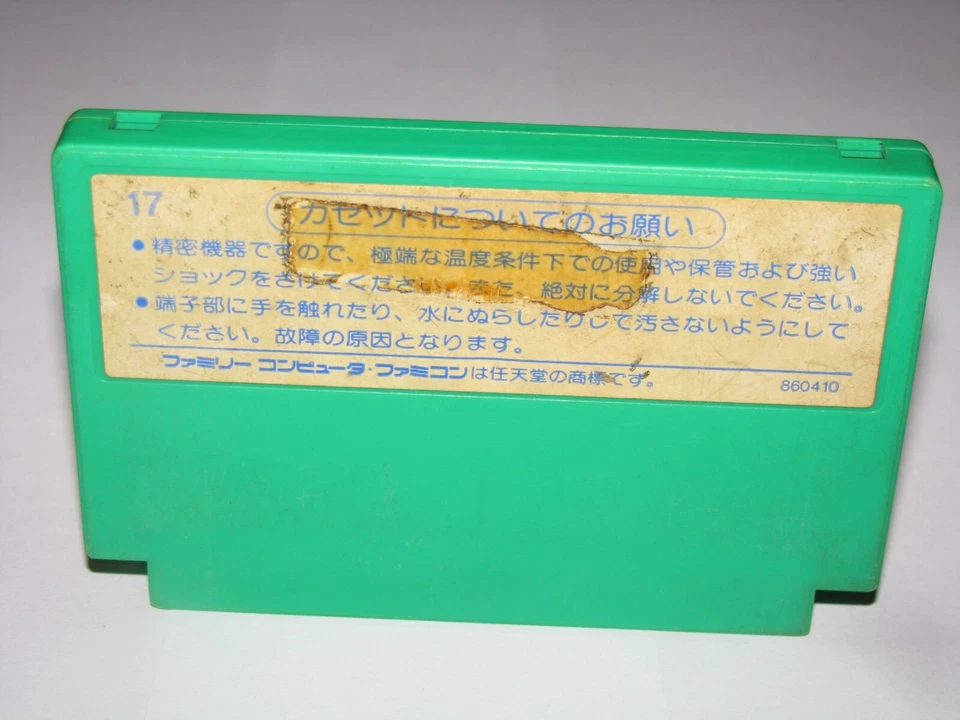 17
カセットについてのお願い
●精密機器ですので、極端な温度条件下での使用や保管および強い
ショックをさけてください。また、絶対に分解しないでください。
●端子部に手を触れたり、水にぬらしたりして汚さないようにして
ください。故障の原因となります。
ファミリー コンピュータ・ファミコンは任天堂の商標です。
860410